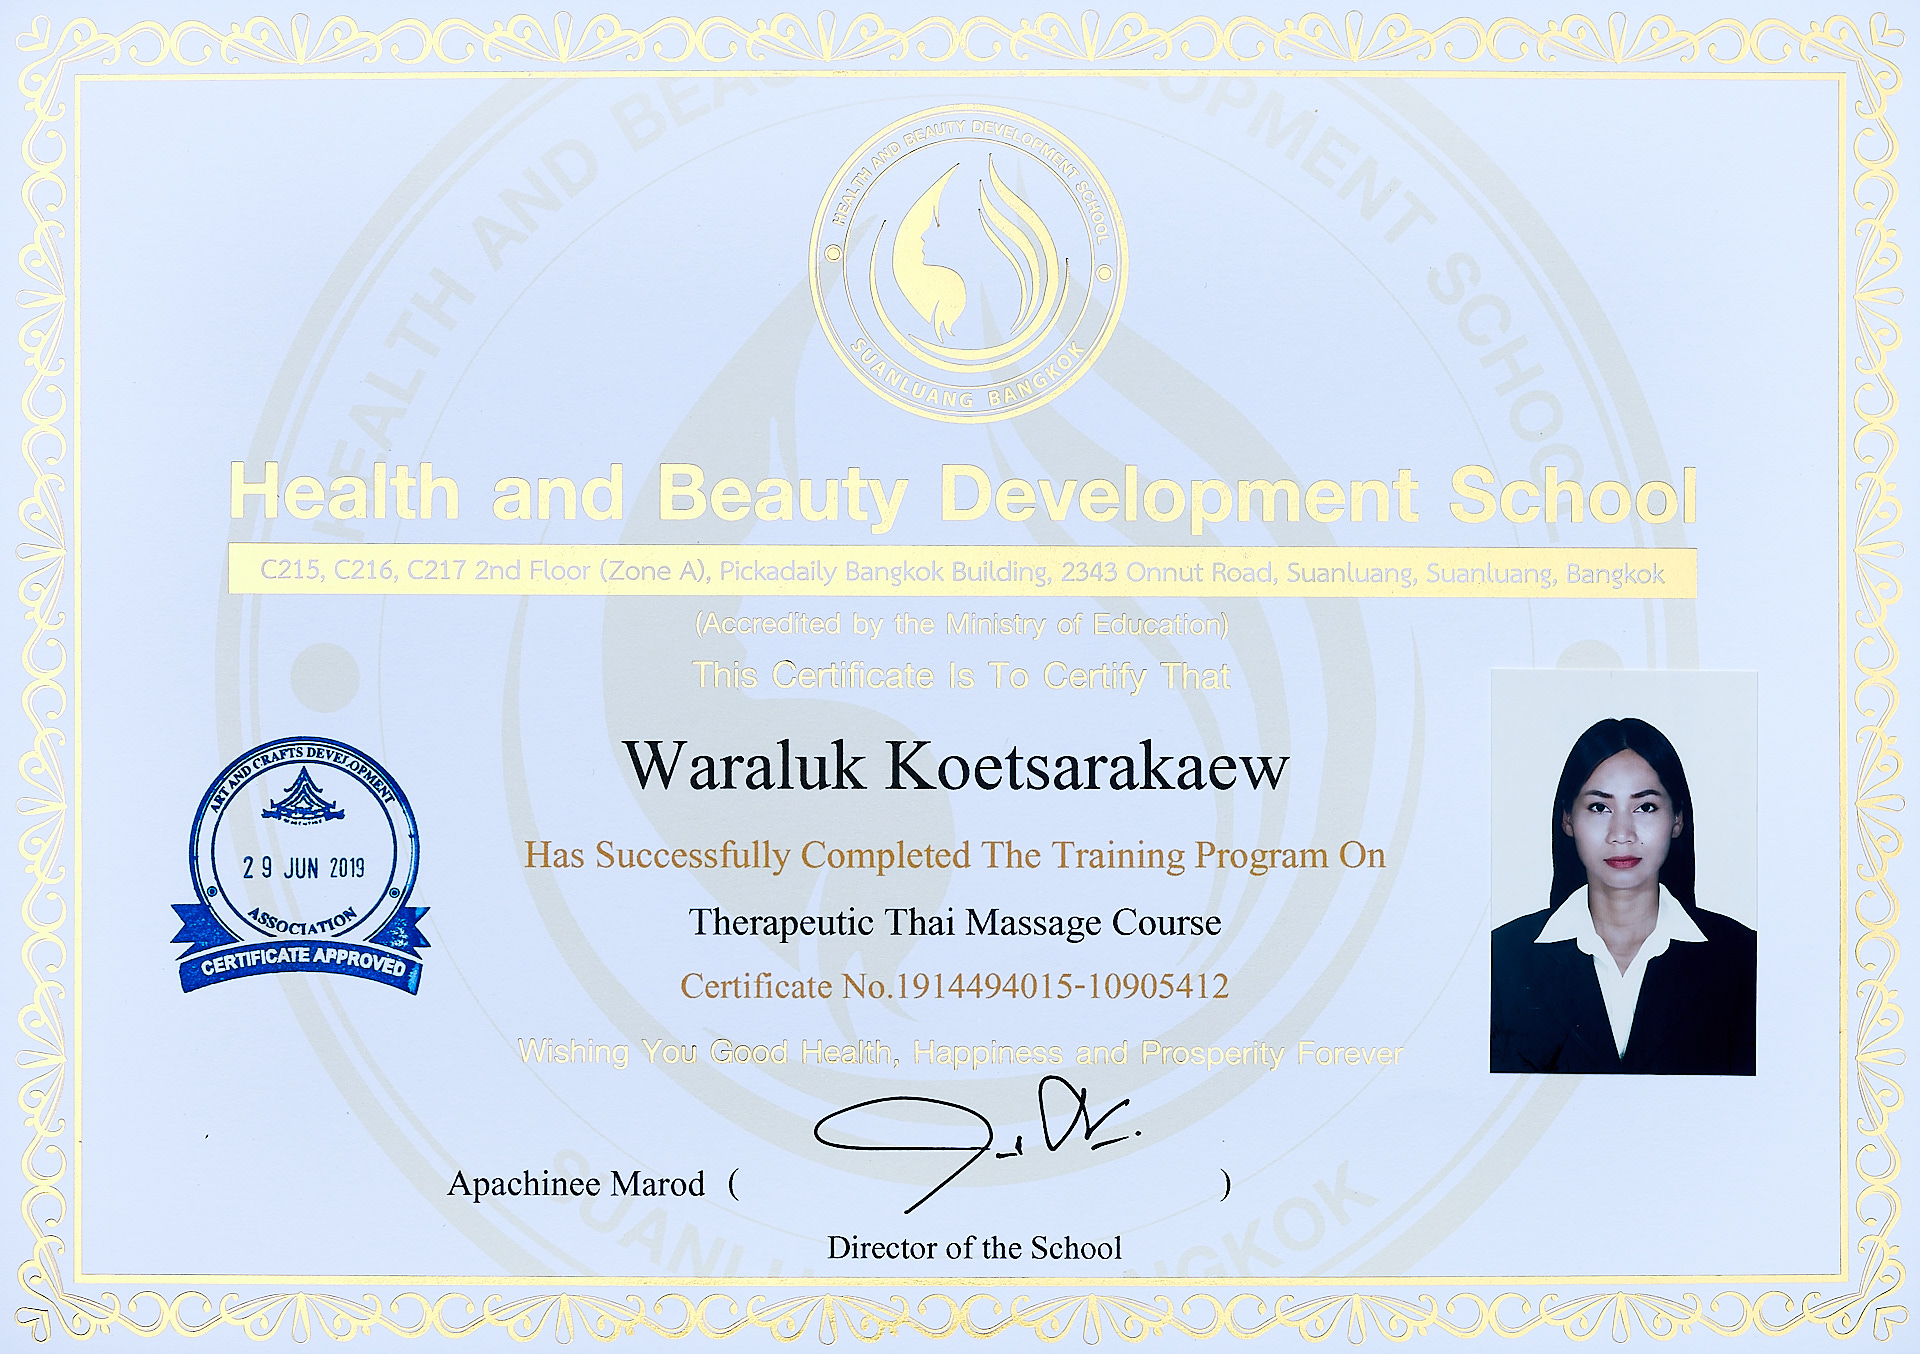 HEALTH AND BEAUTY DEVELOPMENT SCHOOL
SUANLUANG BANGKOK
Health and Beauty Development School
C215, C216, C217 2nd Floor (Zone A), Pickadaily Bangkok Building, 2343 Onnut Road, Suanluang, Suanluang, Bangkok
(Accredited by the Ministry of Education)
This Certificate Is To Certify That
Waraluk Koetsarakaew
Has Successfully Completed The Training Program On
Therapeutic Thai Massage Course
Certificate No.1914494015-10905412
Wishing You Good Health, Happiness and Prosperity Forever
ART AND CRAFTS DEVELOPMENT
29 JUN 2019
ASSOCIATION
CERTIFICATE APPROVED
Apachinee Marod ( )
Director of the School